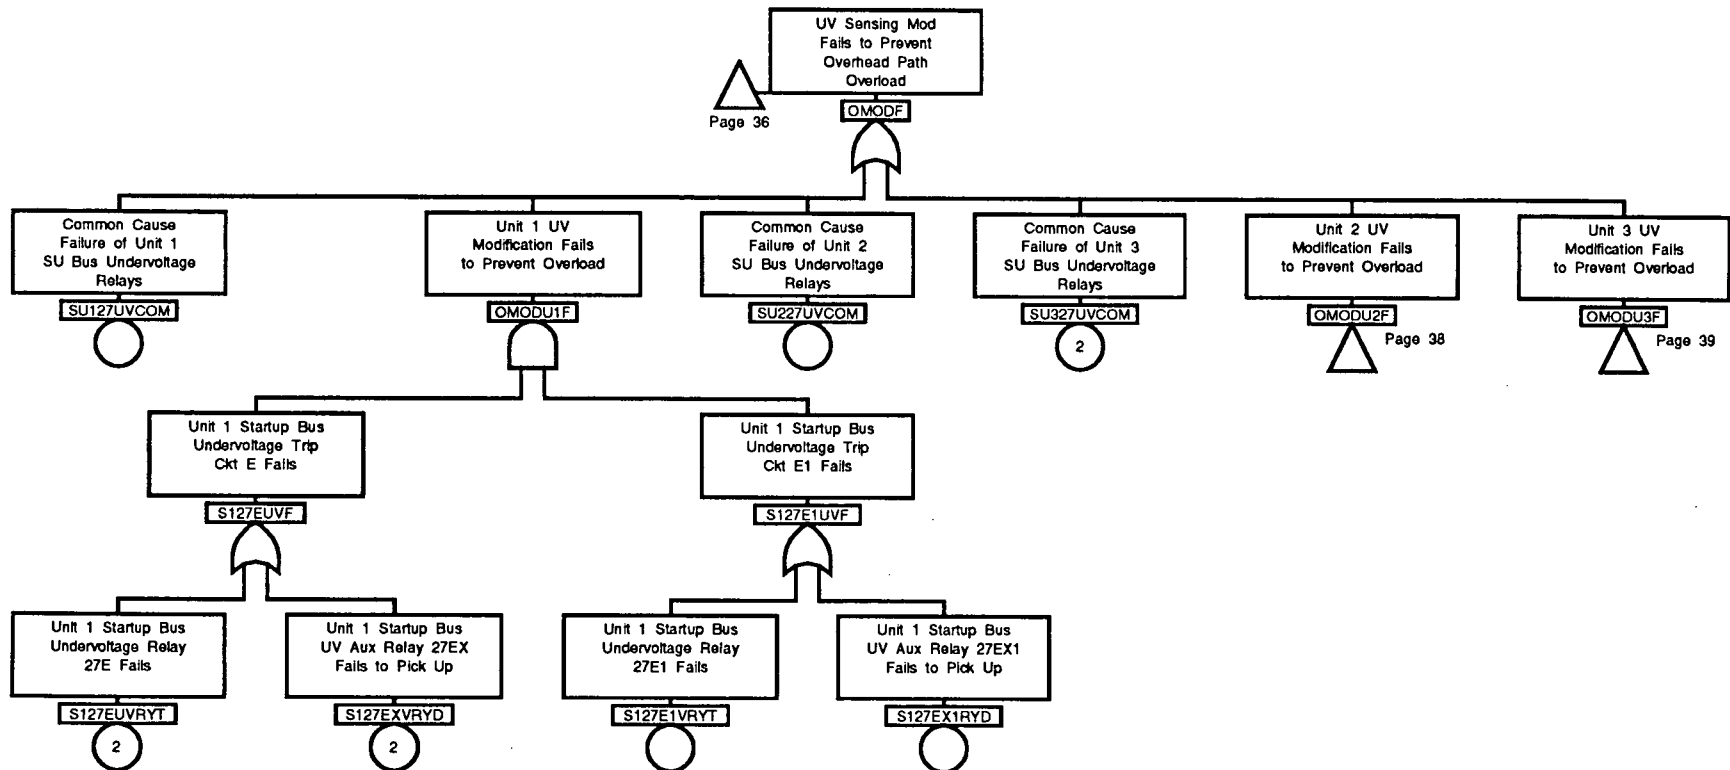 UV Sensing Mod
Fails to Prevent
Overhead Path
Overload
Page 36
OMODF
Common Cause
Failure of Unit 1
SU Bus Undervoltage
Relays
SU127UVCOM
Unit 1 UV
Modification Fails
to Prevent Overload
OMODU1F
Common Cause
Failure of Unit 2
SU Bus Undervoltage
Relays
SU227UVCOM
Common Cause
Failure of Unit 3
SU Bus Undervoltage
Relays
SU327UVCOM
2
Unit 2 UV
Modification Fails
to Prevent Overload
OMODU2F
Page 38
Unit 3 UV
Modification Fails
to Prevent Overload
OMODU3F
Page 39
Unit 1 Startup Bus
Undervoltage Trip
Ckt E Fails
S127EUVF
Unit 1 Startup Bus
Undervoltage Trip
Ckt E1 Fails
S127E1UVF
Unit 1 Startup Bus
Undervoltage Relay
27E Fails
S127EUVRYT
2
Unit 1 Startup Bus
UV Aux Relay 27EX
Fails to Pick Up
S127EXVRYD
2
Unit 1 Startup Bus
Undervoltage Relay
27E1 Fails
S127E1VRYT
Unit 1 Startup Bus
UV Aux Relay 27EX1
Fails to Pick Up
S127EX1RYD